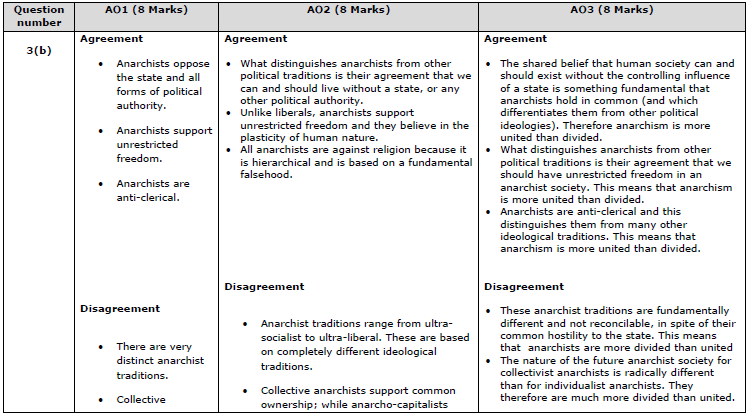 Question number
AO1 (8 Marks)
AO2 (8 Marks)
AO3 (8 Marks)
3(b)
Agreement
• Anarchists oppose
the state and all
forms of political
authority.
• Anarchists support
unrestricted
freedom.
• Anarchists are
anti-clerical.
Disagreement
• There are very
distinct anarchist
traditions.
• Collective
Agreement
• What distinguishes anarchists from other
political traditions is their agreement that we
can and should live without a state, or any
other political authority.
• Unlike liberals, anarchists support
unrestricted freedom and they believe in the
plasticity of human nature.
• All anarchists are against religion because it
is hierarchical and is based on a fundamental
falsehood.
Disagreement
• Anarchist traditions range from ultra-
socialist to ultra-liberal. These are based
on completely different ideological
traditions.
• Collective anarchists support common
ownership; while anarcho-capitalists
Agreement
• The shared belief that human society can and
should exist without the controlling influence
of a state is something fundamental that
anarchists hold in common (and which
differentiates them from other political
ideologies). Therefore anarchism is more
united than divided.
• What distinguishes anarchists from other
political traditions is their agreement that we
should have unrestricted freedom in an
anarchist society. This means that anarchism
is more united than divided.
• Anarchists are anti-clerical and this
distinguishes them from many other
ideological traditions. This means that
anarchism is more united than divided.
Disagreement
• These anarchist traditions are fundamentally
different and not reconcilable, in spite of their
common hostility to the state. This means
that anarchists are more divided than united
• The nature of the future anarchist society for
collectivist anarchists is radically different
than for individualist anarchists. They
therefore are much more divided than united.